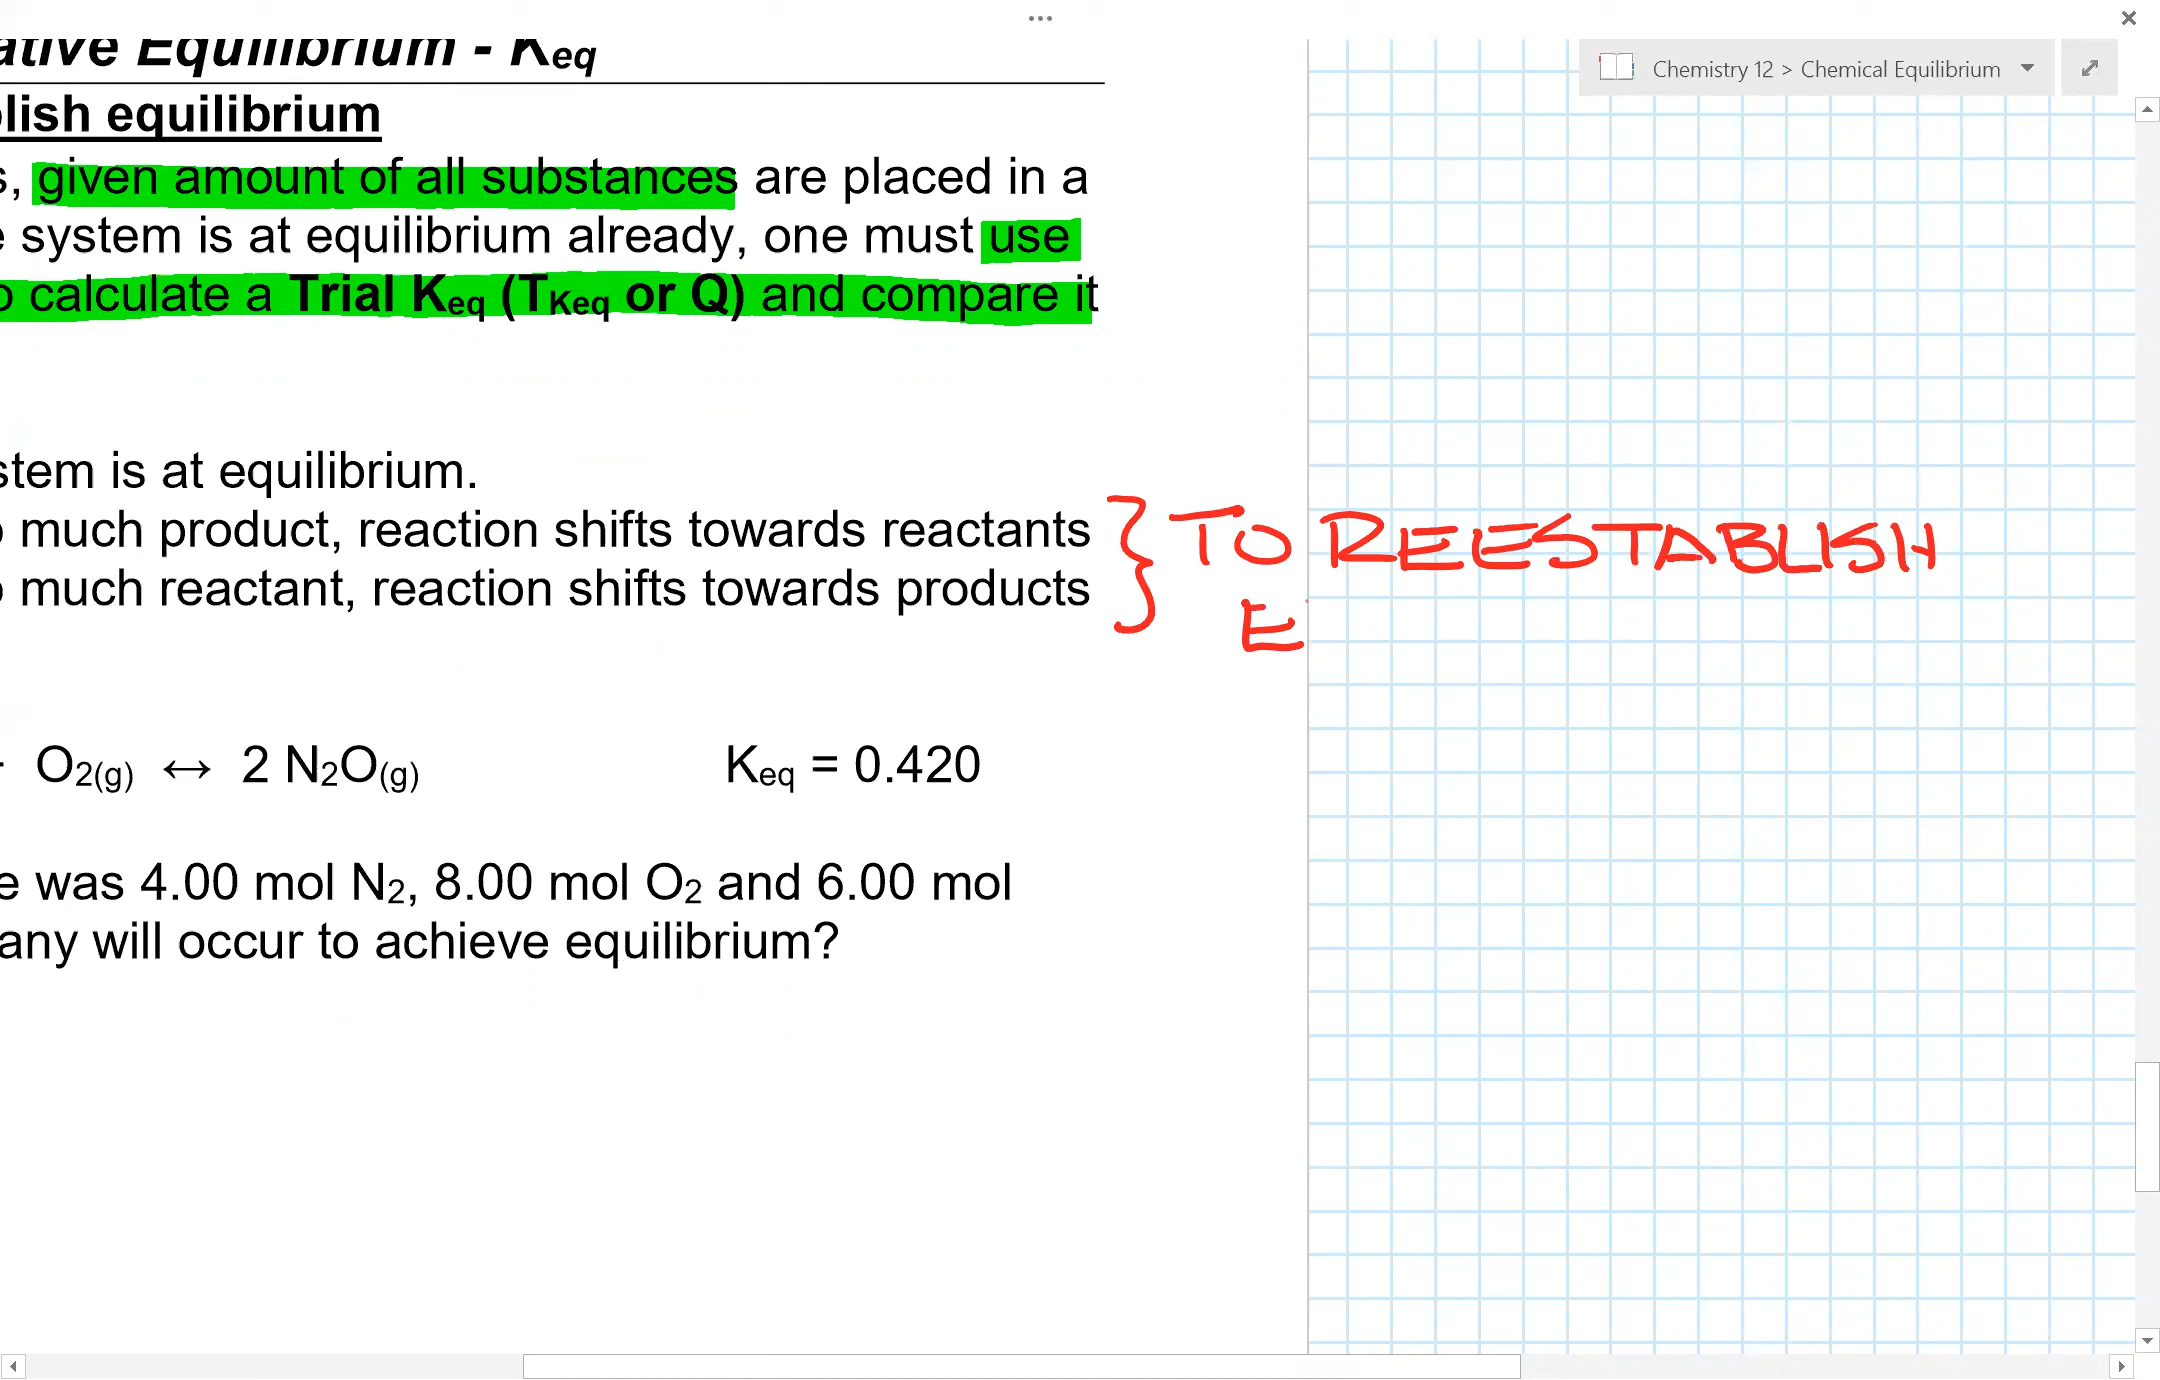 ative Equilibrium - Keq
Chemistry 12 > Chemical Equilibrium
lish equilibrium
s, given amount of all substances are placed in a
e system is at equilibrium already, one must use
o calculate a Trial Keq (TKeq or Q) and compare it
stem is at equilibrium.
o much product, reaction shifts towards reactants
o much reactant, reaction shifts towards products
} TO REESTABLISH
E
O2(g) ↔ 2 N2O(g) Keq = 0.420
e was 4.00 mol N2, 8.00 mol O2 and 6.00 mol
any will occur to achieve equilibrium?